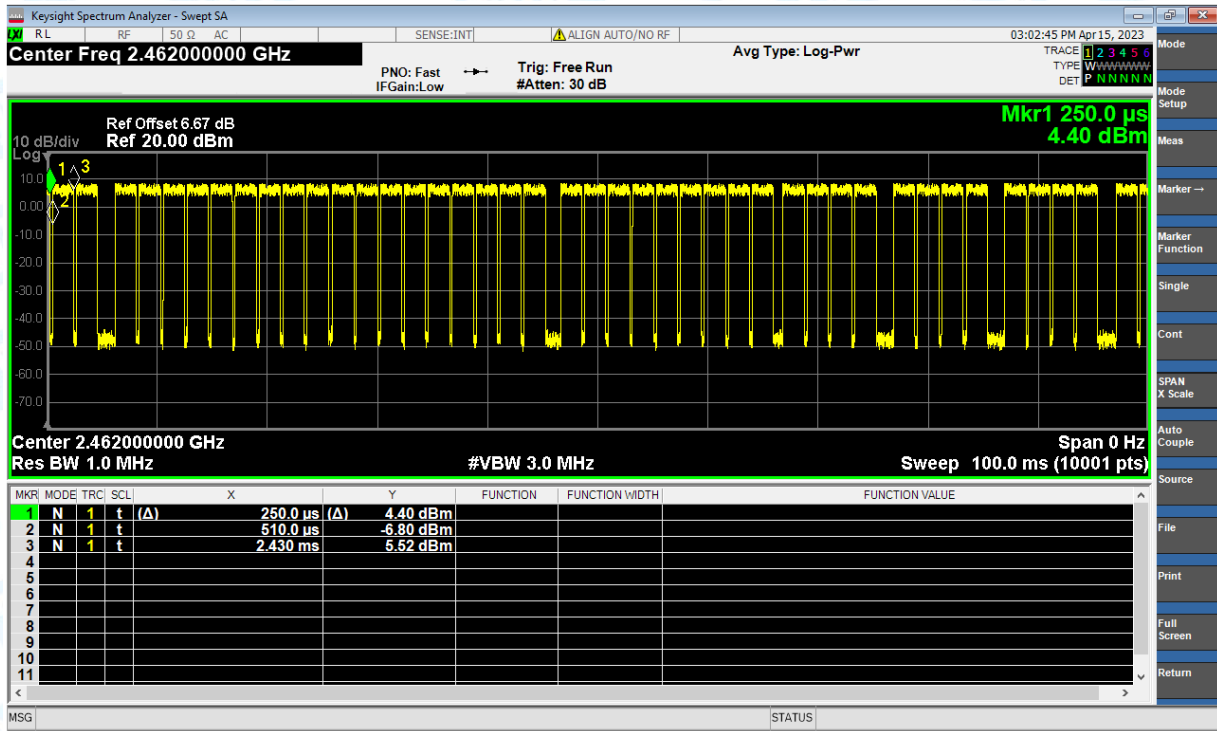 Keysight Spectrum Analyzer - Swept SA
LXI RL RF 50 Ω AC SENSE:INT ALIGN AUTO/NO RF 03:02:45 PM Apr 15, 2023
Center Freq 2.462000000 GHz
PNO: Fast
IFGain:Low
Trig: Free Run
#Atten: 30 dB
Avg Type: Log-Pwr
TRACE 1 2 3 4 5 6
TYPE WWWWWW
DET P N N N N N
Mkr1 250.0 µs
4.40 dBm
Ref Offset 6.67 dB
10 dB/div Ref 20.00 dBm
Log
1 3
10.0
2
0.00
-10.0
-20.0
-30.0
-40.0
-50.0
-60.0
-70.0
Center 2.462000000 GHz Span 0 Hz
Res BW 1.0 MHz #VBW 3.0 MHz Sweep 100.0 ms (10001 pts)
MKR MODE TRC SCL X Y FUNCTION FUNCTION WIDTH FUNCTION VALUE
1 N 1 t (Δ) 250.0 µs (Δ) 4.40 dBm
2 N 1 t 510.0 µs -6.80 dBm
3 N 1 t 2.430 ms 5.52 dBm
4
5
6
7
8
9
10
11
MSG STATUS
Mode
Mode
Setup
Meas
Marker→
Marker
Function
Single
Cont
SPAN
X Scale
Auto
Couple
Source
File
Print
Full
Screen
Return